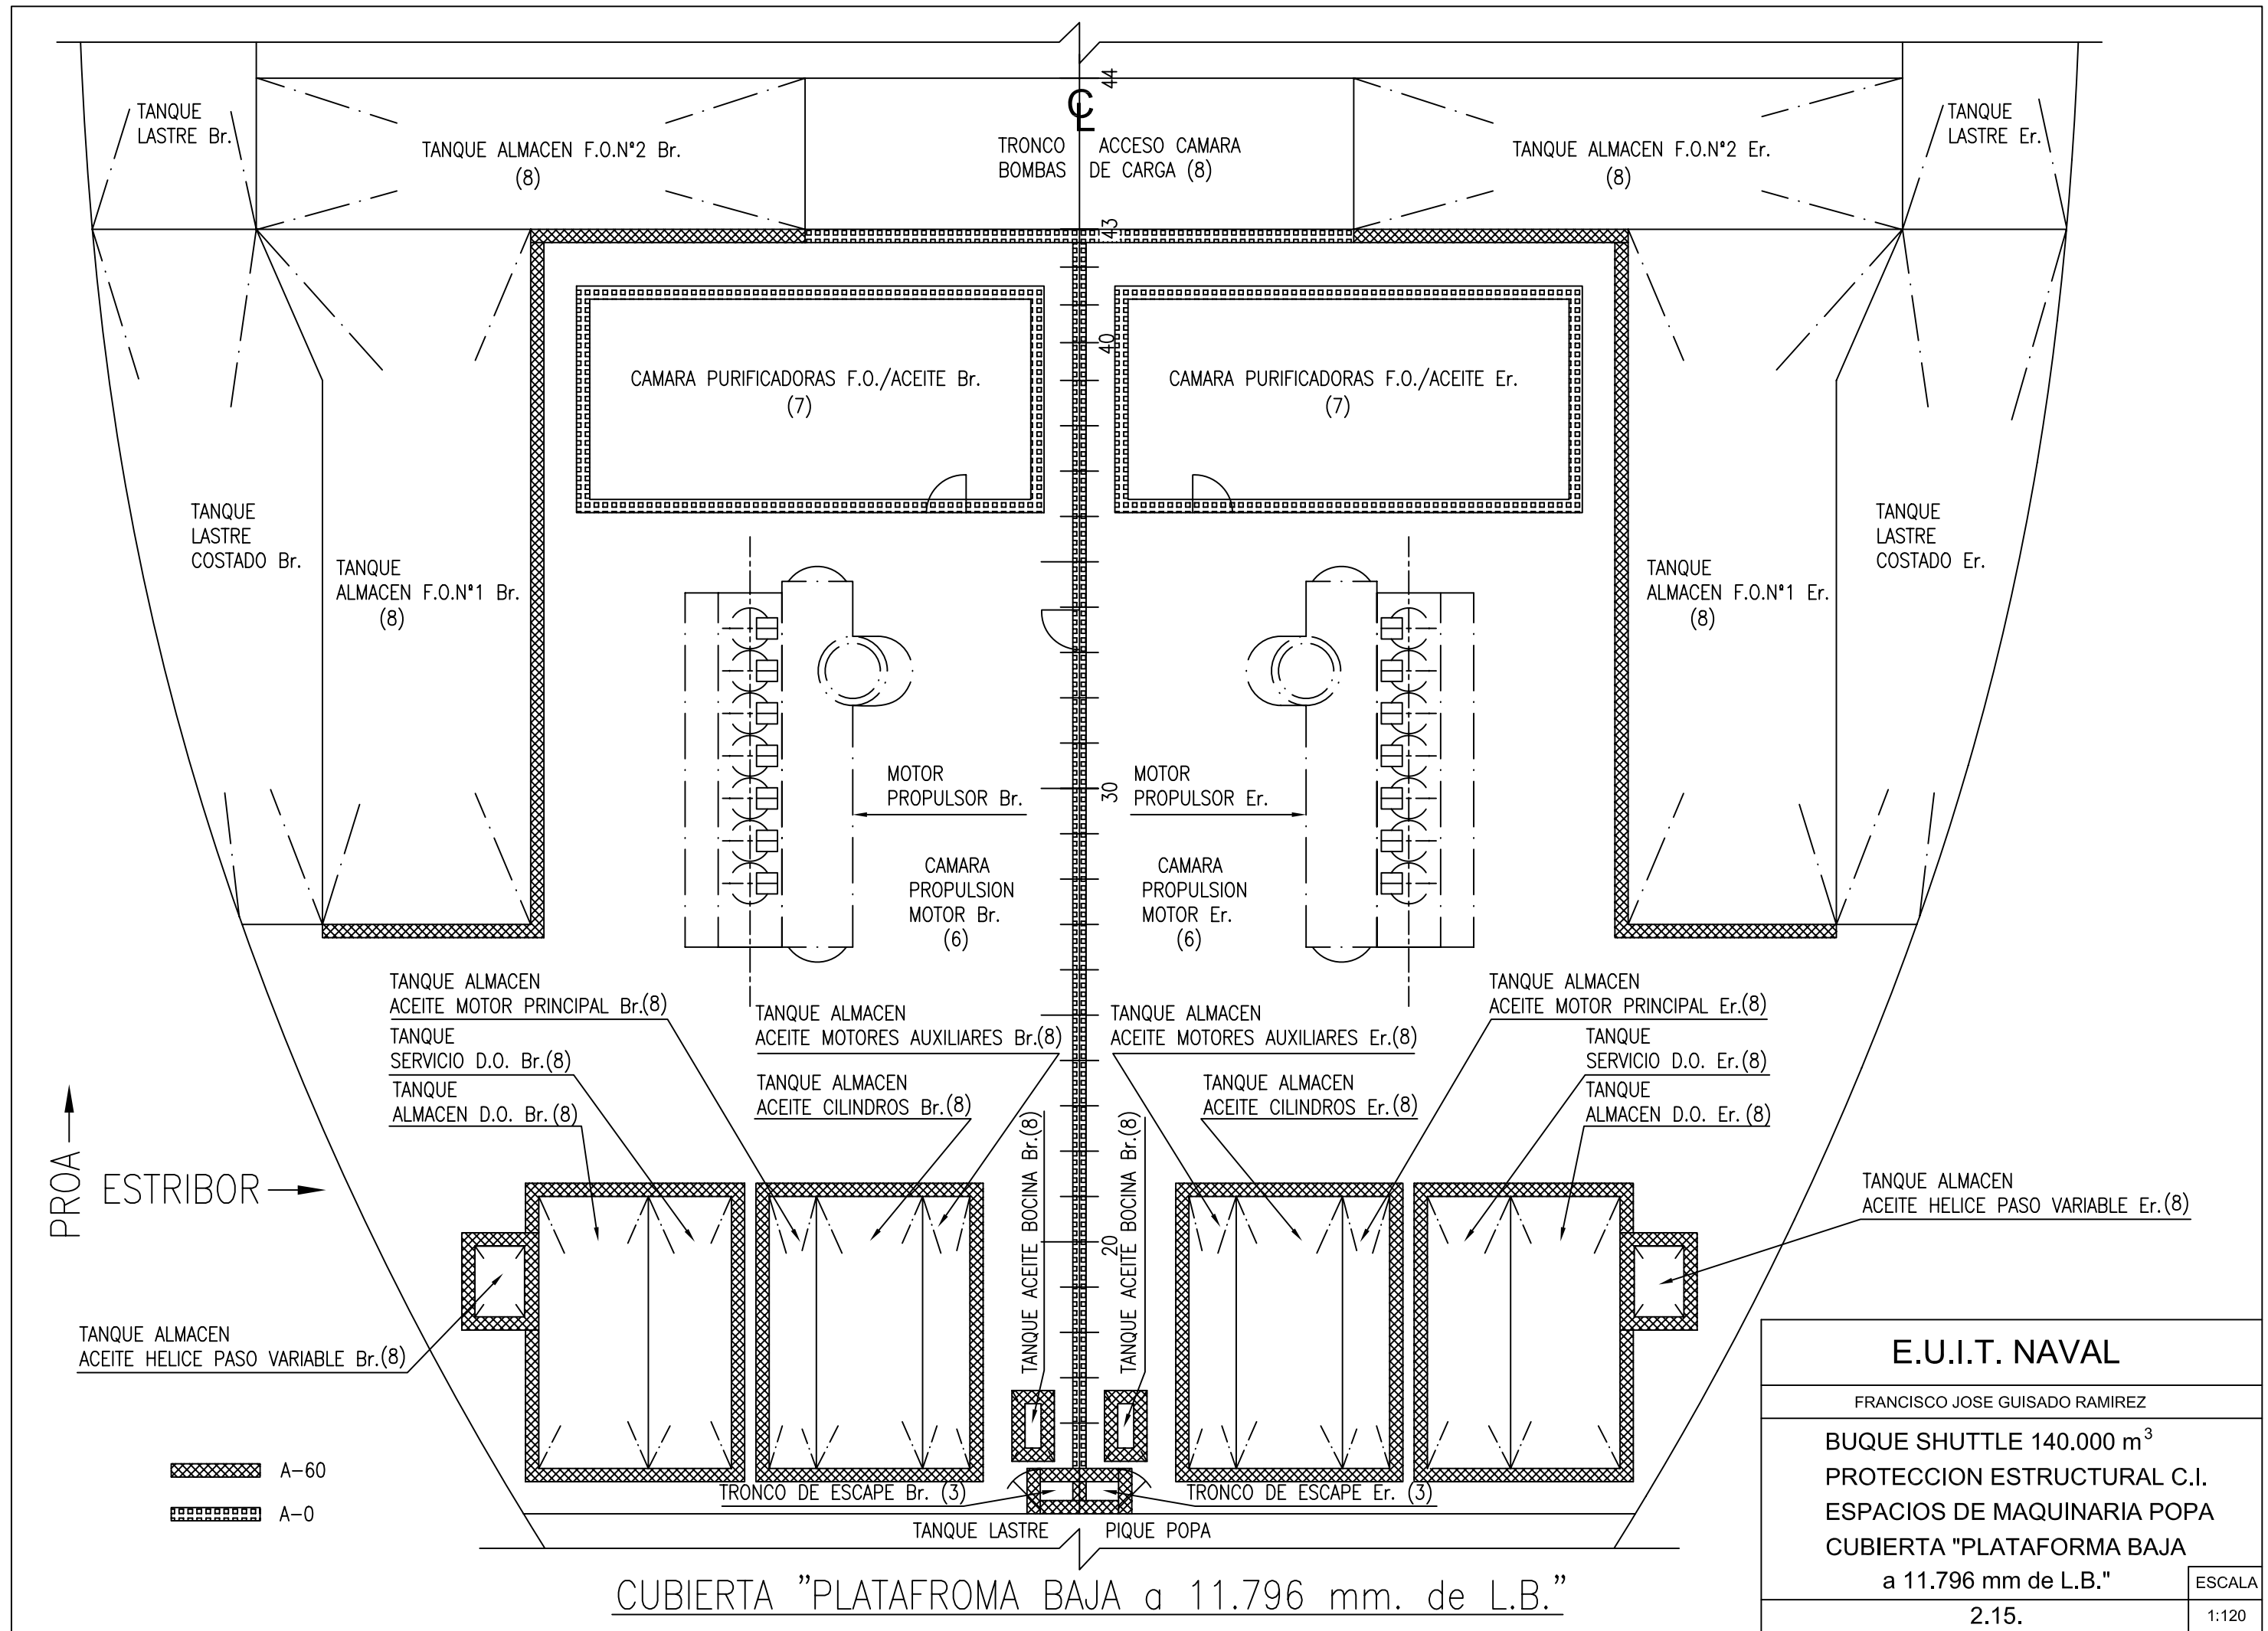 44
TANQUE
LASTRE Br.
TANQUE ALMACEN F.O.Nº2 Br.
(8)
CL
TRONCO ACCESO CAMARA
BOMBAS DE CARGA (8)
TANQUE ALMACEN F.O.Nº2 Er.
(8)
TANQUE
LASTRE Er.
43
CAMARA PURIFICADORAS F.O./ACEITE Br.
(7)
40
CAMARA PURIFICADORAS F.O./ACEITE Er.
(7)
TANQUE
LASTRE
COSTADO Br.
TANQUE
ALMACEN F.O.Nº1 Br.
(8)
TANQUE
ALMACEN F.O.Nº1 Er.
(8)
TANQUE
LASTRE
COSTADO Er.
MOTOR
PROPULSOR Br.
30
MOTOR
PROPULSOR Er.
CAMARA
PROPULSION
MOTOR Br.
(6)
CAMARA
PROPULSION
MOTOR Er.
(6)
TANQUE ALMACEN
ACEITE MOTOR PRINCIPAL Br.(8)
TANQUE
SERVICIO D.O. Br.(8)
TANQUE
ALMACEN D.O. Br.(8)
TANQUE ALMACEN
ACEITE MOTORES AUXILIARES Br.(8)
TANQUE ALMACEN
ACEITE CILINDROS Br.(8)
TANQUE ALMACEN
ACEITE MOTORES AUXILIARES Er.(8)
TANQUE ALMACEN
ACEITE CILINDROS Er.(8)
TANQUE ALMACEN
ACEITE MOTOR PRINCIPAL Er.(8)
TANQUE
SERVICIO D.O. Er.(8)
TANQUE
ALMACEN D.O. Er.(8)
TANQUE ACEITE BOCINA Br.(8)
20
TANQUE ACEITE BOCINA Br.(8)
PROA
ESTRIBOR
TANQUE ALMACEN
ACEITE HELICE PASO VARIABLE Er.(8)
TANQUE ALMACEN
ACEITE HELICE PASO VARIABLE Br.(8)
A-60
A-0
TRONCO DE ESCAPE Br. (3)
TRONCO DE ESCAPE Er. (3)
TANQUE LASTRE PIQUE POPA
CUBIERTA "PLATAFROMA BAJA a 11.796 mm. de L.B."
E.U.I.T. NAVAL
FRANCISCO JOSE GUISADO RAMIREZ
BUQUE SHUTTLE 140.000 m³
PROTECCION ESTRUCTURAL C.I.
ESPACIOS DE MAQUINARIA POPA
CUBIERTA "PLATAFORMA BAJA
a 11.796 mm de L.B."
ESCALA
2.15.
1:120